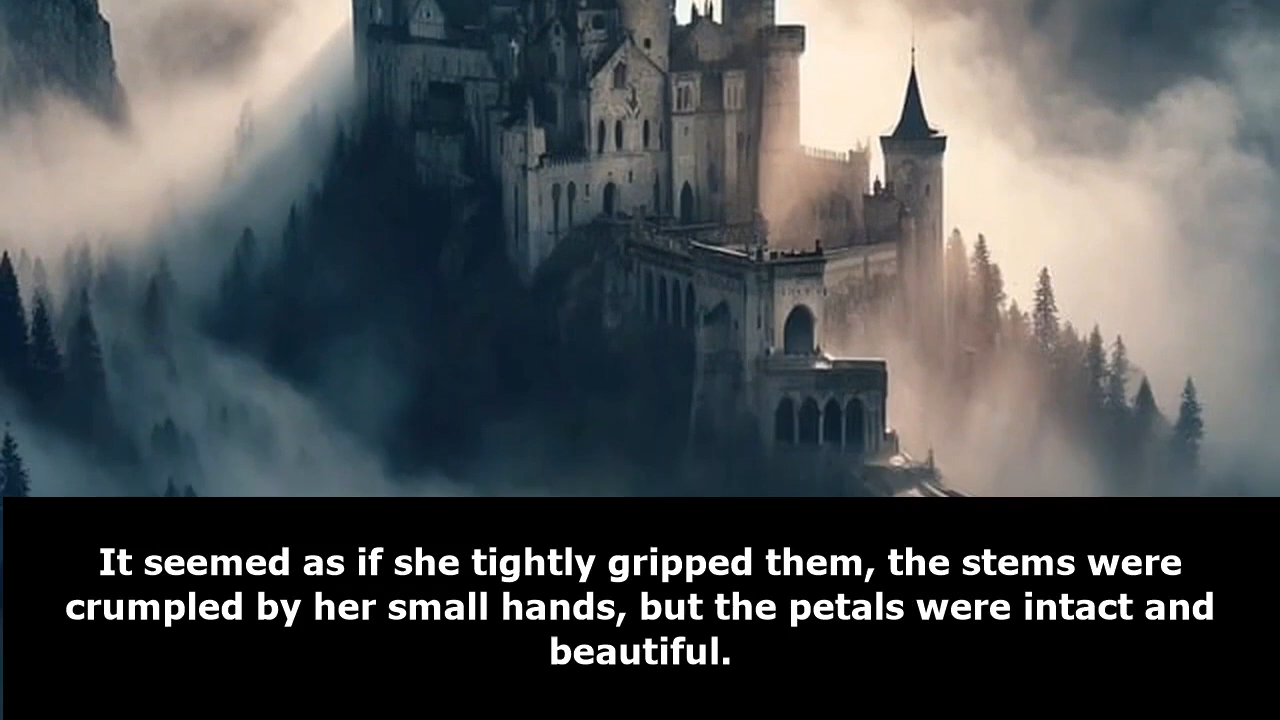 It seemed as if she tightly gripped them, the stems were
crumpled by her small hands, but the petals were intact and
beautiful.